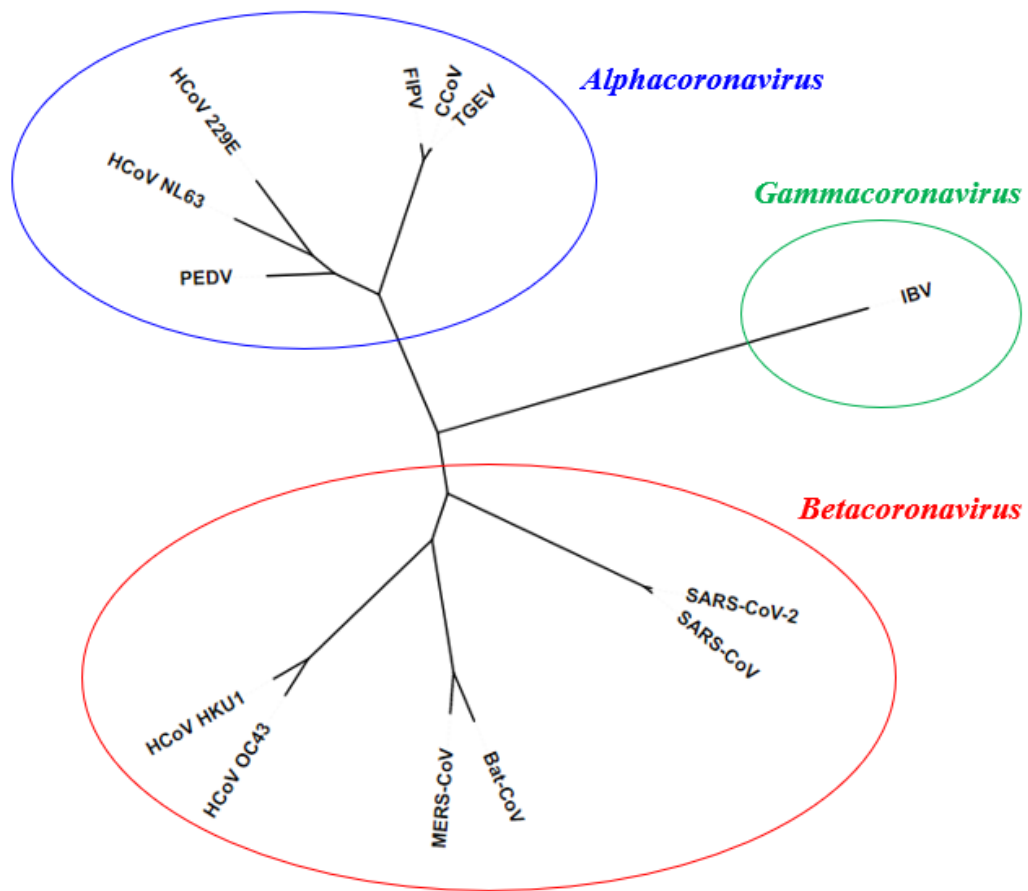 Alphacoronavirus
FIPV
CCoV
TGEV
HCoV 229E
HCoV NL63
PEDV
Gammacoronavirus
IBV
Betacoronavirus
SARS-CoV-2
SARS-CoV
HCoV HKU1
HCoV OC43
MERS-CoV
Bat-CoV